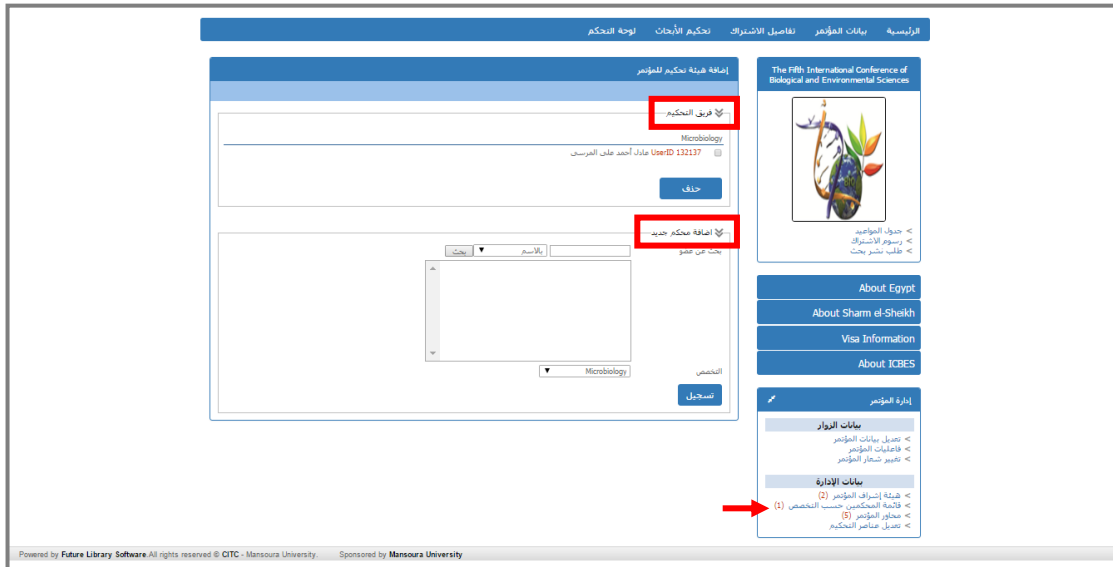 الرئيسية بيانات المؤتمر تفاصيل الاشتراك تحكيم الأبحاث لوحة التحكم
The Fifth International Conference of
Biological and Environmental Sciences
> جدول المواعيد
> رسوم الاشتراك
> طلب نشر بحث
About Egypt
About Sharm el-Sheikh
Visa Information
About ICBES
إدارة المؤتمر
بيانات الزوار
> تعديل بيانات المؤتمر
> فاعليات المؤتمر
> تغيير شعار المؤتمر
بيانات الإدارة
> هيئة إشراف المؤتمر (2)
> قائمة المحكمين حسب التخصص (1)
> محاور المؤتمر (5)
> تعديل عناصر التحكيم
إضافة هيئة تحكيم للمؤتمر
فريق التحكيم
Microbiology
UserID 132137 عادل أحمد على المرسى
حذف
اضافة محكم جديد
بحث عن عضو بالاسم بحث
التخصص Microbiology
تسجيل
Powered by Future Library Software.All rights reserved © CITC - Mansoura University. Sponsored by Mansoura University